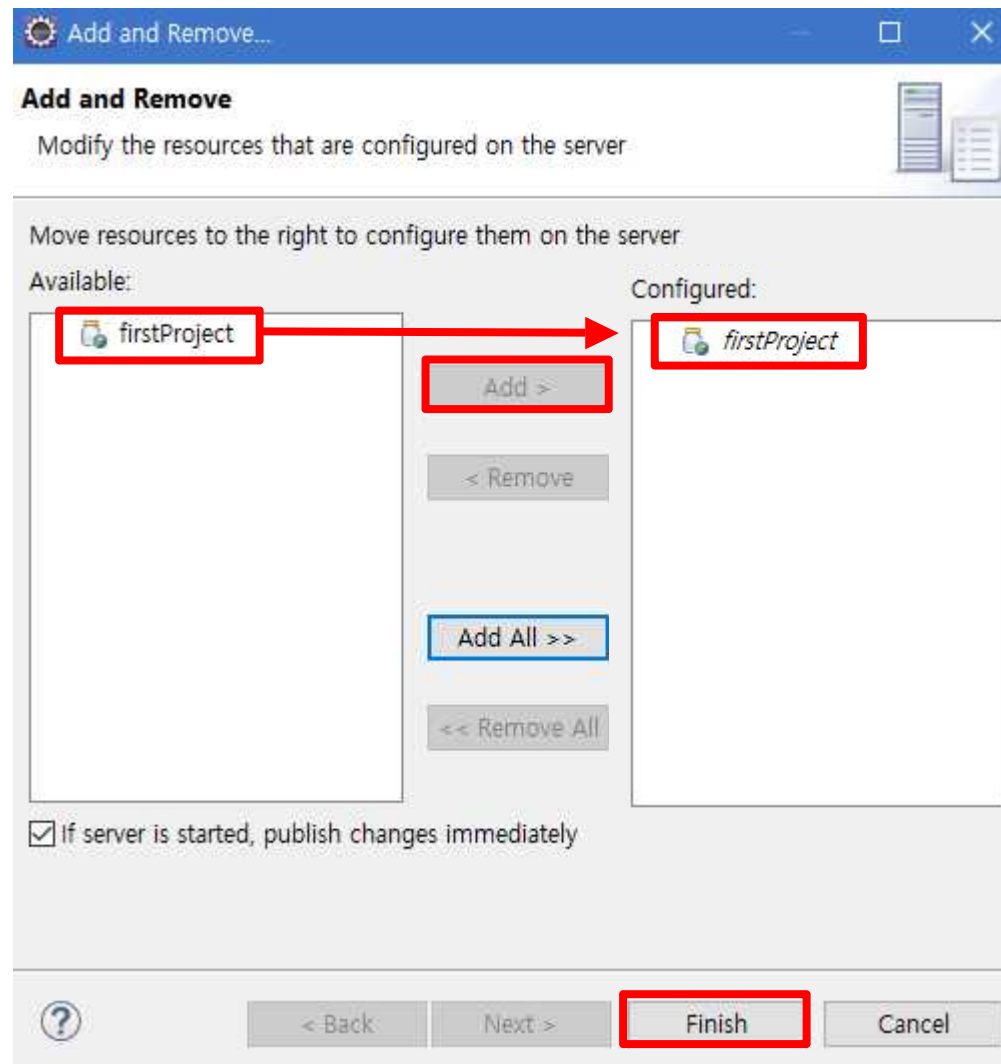 Add and Remove...
Add and Remove
Modify the resources that are configured on the server
Move resources to the right to configure them on the server
Available:
Configured:
firstProject
firstProject
Add >
< Remove
Add All >>
<< Remove All
If server is started, publish changes immediately
?
< Back
Next >
Finish
Cancel